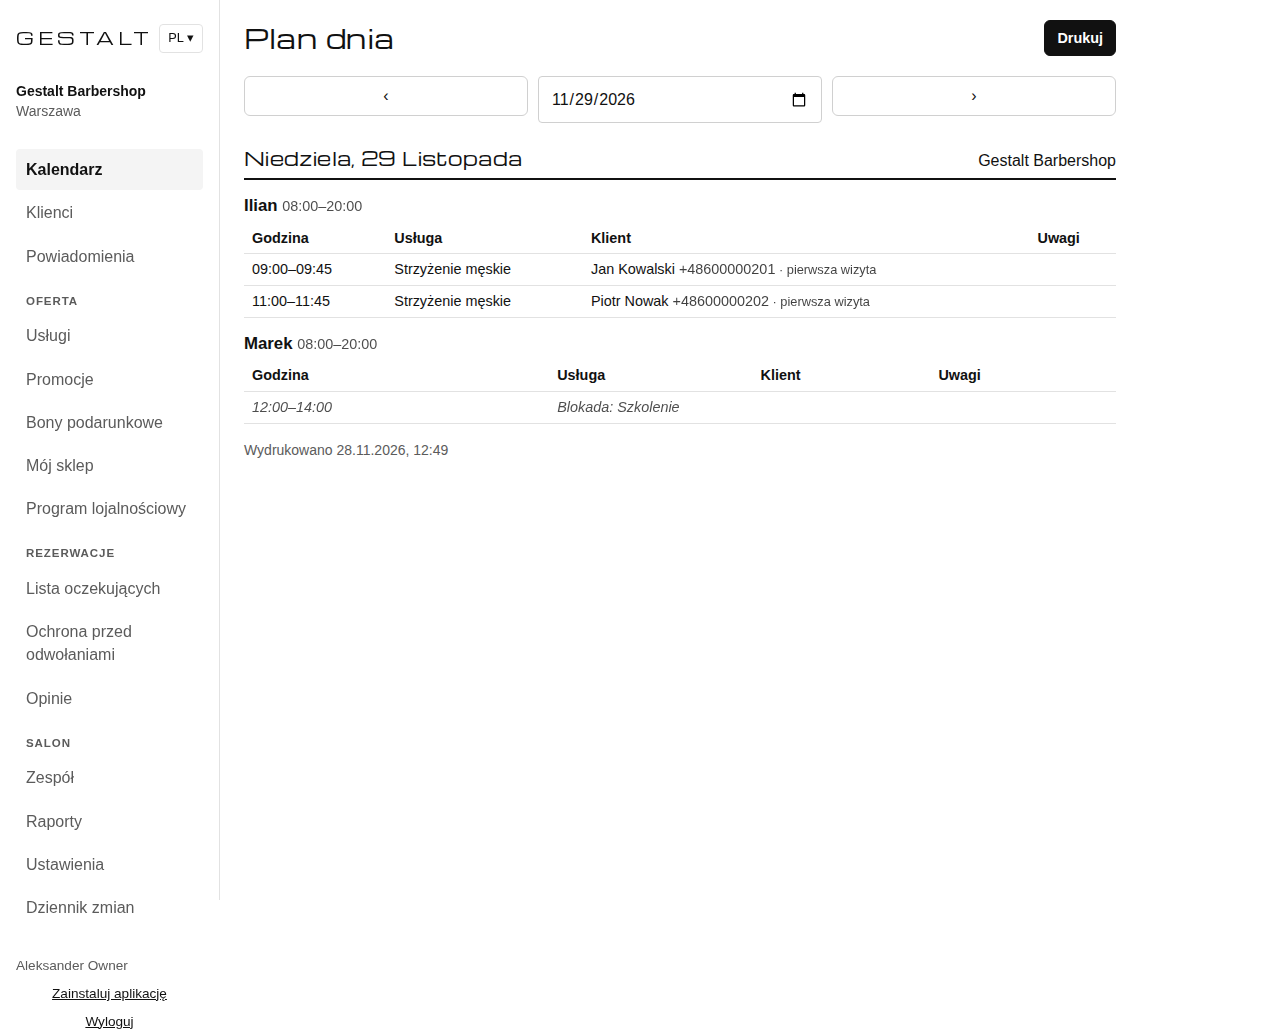 GESTALT PL ▾
Gestalt Barbershop
Warszawa
Kalendarz
Klienci
Powiadomienia
OFERTA
Usługi
Promocje
Bony podarunkowe
Mój sklep
Program lojalnościowy
REZERWACJE
Lista oczekujących
Ochrona przed
odwołaniami
Opinie
SALON
Zespół
Raporty
Ustawienia
Dziennik zmian
Aleksander Owner
Zainstaluj aplikację
Wyloguj
Plan dnia Drukuj
‹ 11/29/2026 ›
Niedziela, 29 Listopada Gestalt Barbershop
Ilian 08:00–20:00
Godzina Usługa Klient Uwagi
09:00–09:45 Strzyżenie męskie Jan Kowalski +48600000201 · pierwsza wizyta
11:00–11:45 Strzyżenie męskie Piotr Nowak +48600000202 · pierwsza wizyta
Marek 08:00–20:00
Godzina Usługa Klient Uwagi
12:00–14:00 Blokada: Szkolenie
Wydrukowano 28.11.2026, 12:49